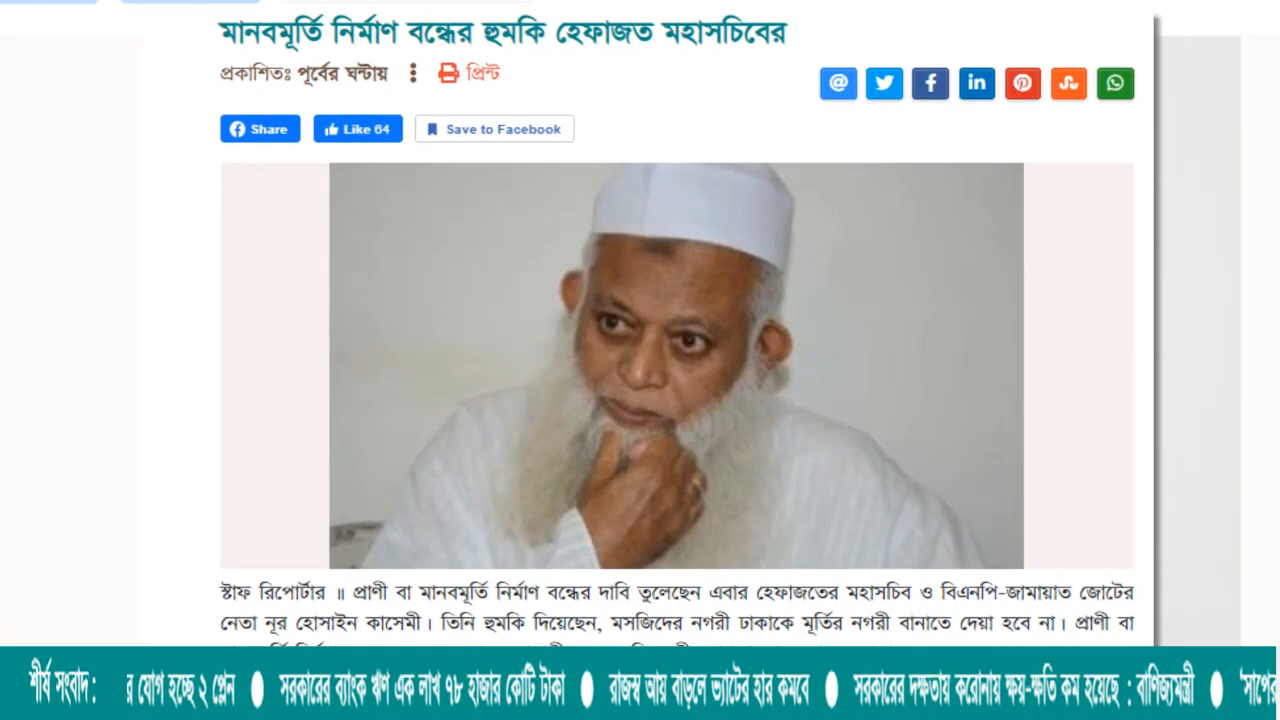 মানবমূর্তি নির্মাণ বন্ধের হুমকি হেফাজত মহাসচিবের
প্রকাশিতঃ পূর্বের ঘন্টায় প্রিন্ট
Share Like 64 Save to Facebook
স্টাফ রিপোর্টার ॥ প্রাণী বা মানবমূর্তি নির্মাণ বন্ধের দাবি তুলেছেন এবার হেফাজতের মহাসচিব ও বিএনপি-জামায়াত জোটের
নেতা নূর হোসাইন কাসেমী। তিনি হুমকি দিয়েছেন, মসজিদের নগরী ঢাকাকে মূর্তির নগরী বানাতে দেয়া হবে না। প্রাণী বা
শীর্ষ সংবাদ : র যোগ হচ্ছে ২ প্লেন ● সরকারের ব্যাংক ঋণ এক লাখ ৭৮ হাজার কোটি টাকা ● রাজস্ব আয় বাড়লে ভ্যাটের হার কমবে ● সরকারের দক্ষতায় করোনায় ক্ষয়-ক্ষতি কম হয়েছে : বাণিজ্যমন্ত্রী ● 'সাপের